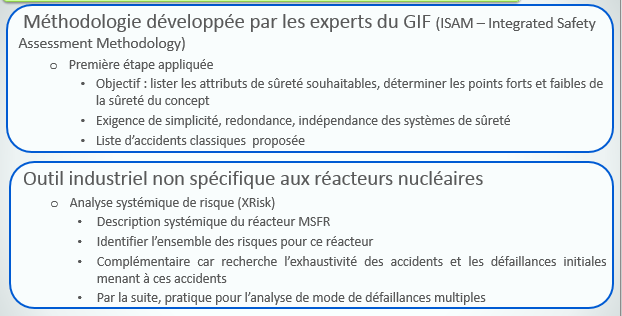 Méthodologie développée par les experts du GIF (ISAM – Integrated Safety
Assessment Methodology)
o Première étape appliquée
• Objectif : lister les attributs de sûreté souhaitables, déterminer les points forts et faibles de
la sûreté du concept
• Exigence de simplicité, redondance, indépendance des systèmes de sûreté
• Liste d'accidents classiques proposée
Outil industriel non spécifique aux réacteurs nucléaires
o Analyse systémique de risque (XRisk)
• Description systémique du réacteur MSFR
• Identifier l'ensemble des risques pour ce réacteur
• Complémentaire car recherche l'exhaustivité des accidents et les défaillances initiales
menant à ces accidents
• Par la suite, pratique pour l'analyse de mode de défaillances multiples